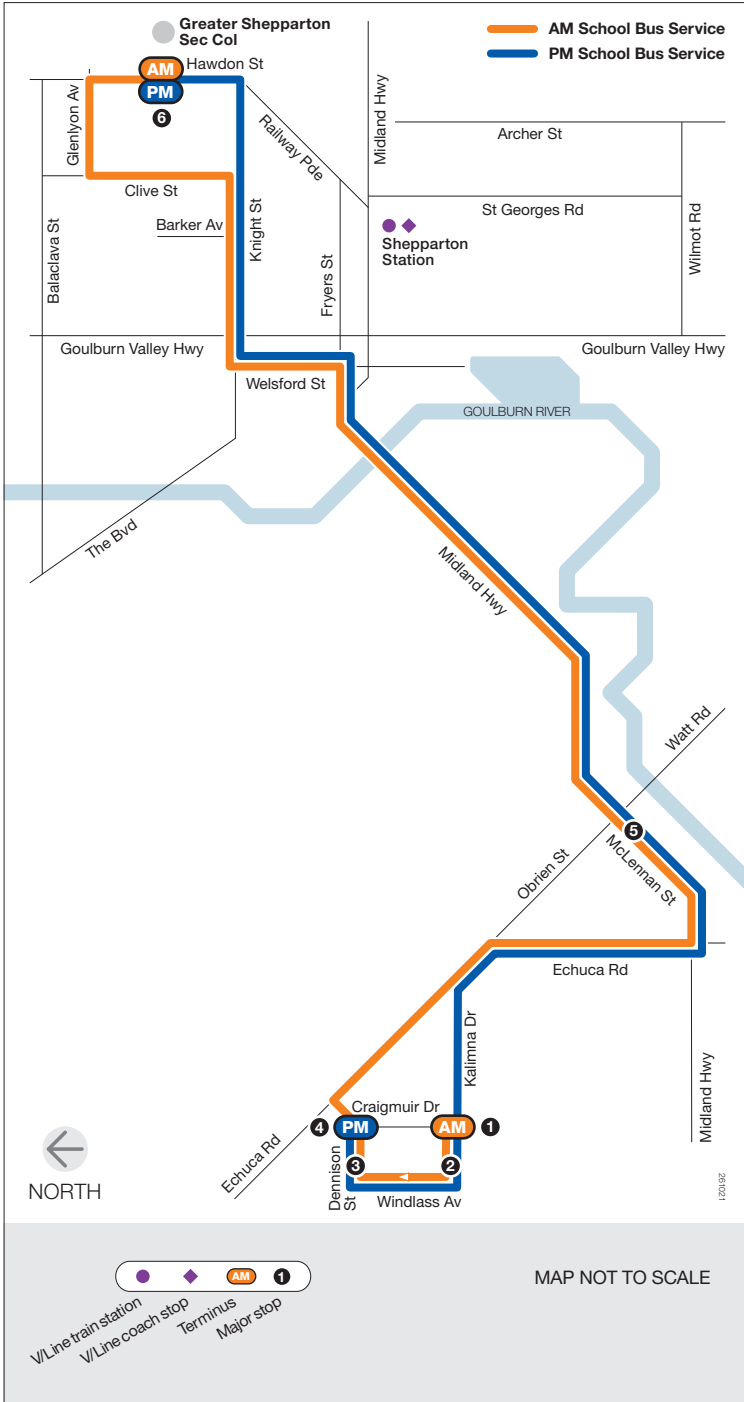 Greater Shepparton
Sec Col
AM School Bus Service
PM School Bus Service
AM
Hawdon St
PM
6
Glenlyon Av
Railway Pde
Midland Hwy
Archer St
Clive St
St Georges Rd
Barker Av
Knight St
Balaclava St
Fryers St
Shepparton
Station
Wilmot Rd
Goulburn Valley Hwy
Goulburn Valley Hwy
Welsford St
GOULBURN RIVER
The Bvd
Midland Hwy
Watt Rd
5
McLennan St
Obrien St
Echuca Rd
Kalimna Dr
Midland Hwy
Craigmuir Dr
4
PM
AM
1
Echuca Rd
3
2
Dennison
St
Windlass Av
NORTH
261021
AM
1
V/Line train station
V/Line coach stop
Terminus
Major stop
MAP NOT TO SCALE